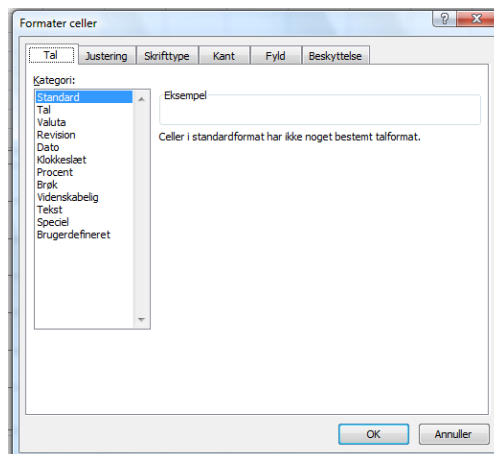 Formater celler
Tal Justering Skrifttype Kant Fyld Beskyttelse
Kategori:
Standard
Tal
Valuta
Revision
Dato
Klokkeslæt
Procent
Brøk
Videnskabelig
Tekst
Speciel
Brugerdefineret
Eksempel
Celler i standardformat har ikke noget bestemt talformat.
OK Annuller